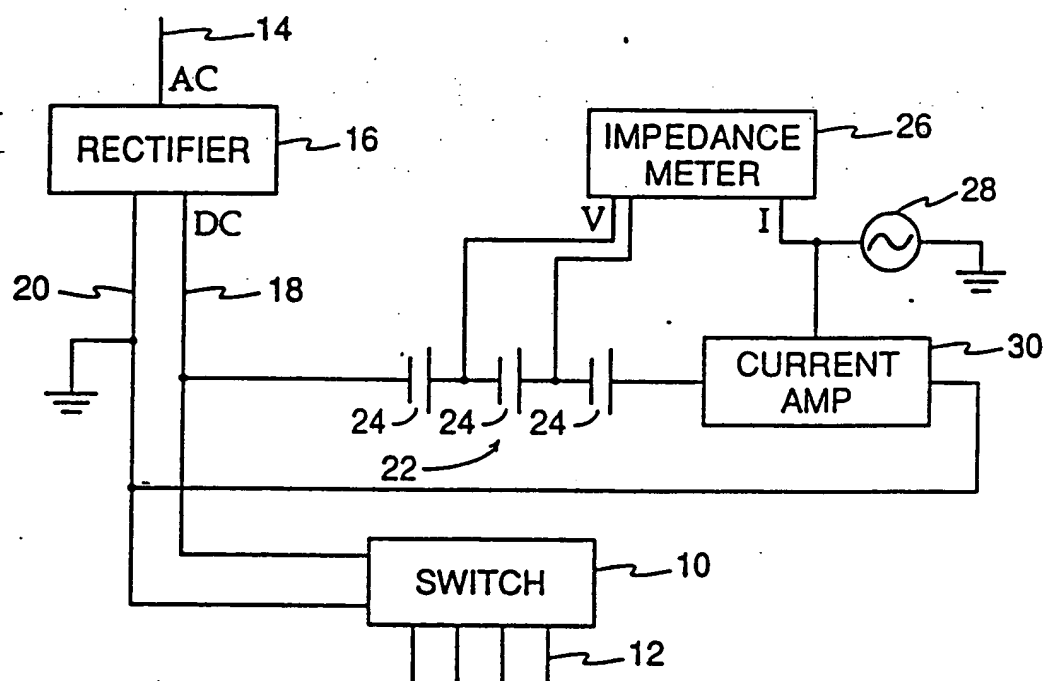 14
AC
RECTIFIER
16
DC
20
18
IMPEDANCE
METER
26
V
I
28
CURRENT
AMP
30
24
24
24
22
SWITCH
10
12